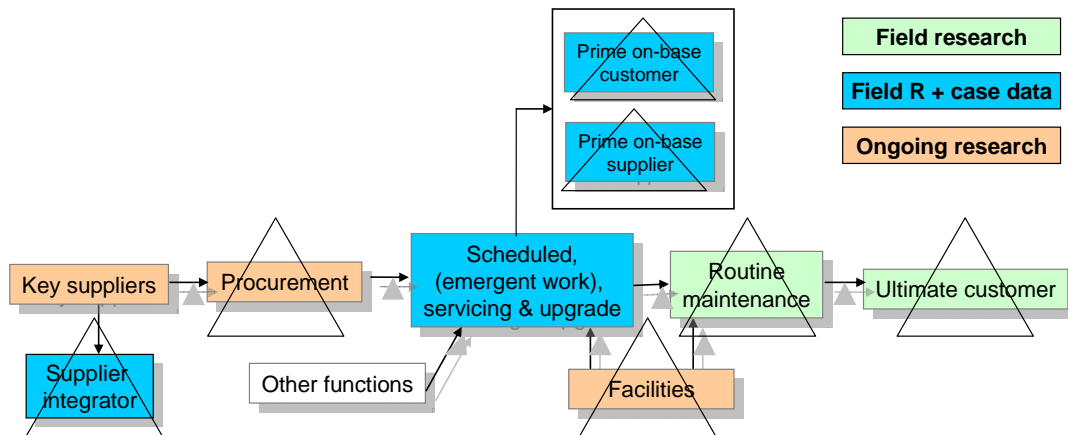 Prime on-base
customer
Prime on-base
supplier
Field research
Field R + case data
Ongoing research
Key suppliers
Procurement
Scheduled,
(emergent work),
servicing & upgrade
Routine
maintenance
Ultimate customer
Supplier
integrator
Other functions
Facilities